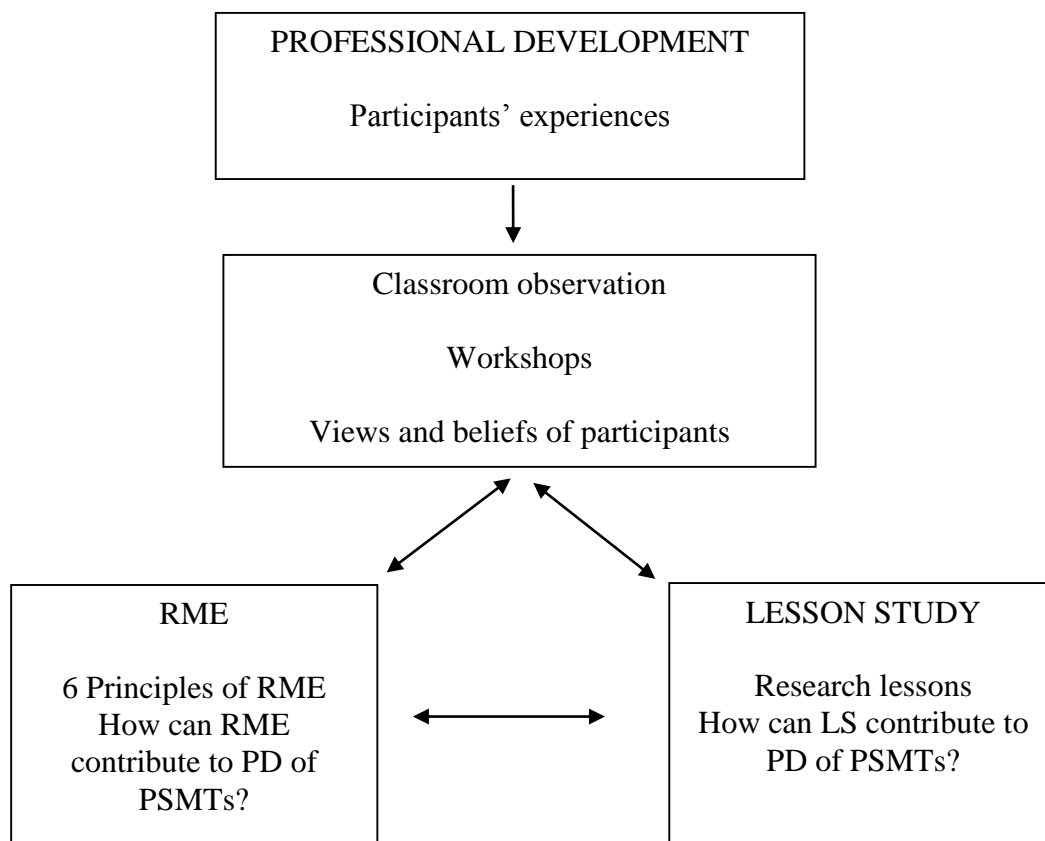 PROFESSIONAL DEVELOPMENT
Participants’ experiences
Classroom observation
Workshops
Views and beliefs of participants
RME
6 Principles of RME
How can RME
contribute to PD of
PSMTs?
LESSON STUDY
Research lessons
How can LS contribute to
PD of PSMTs?